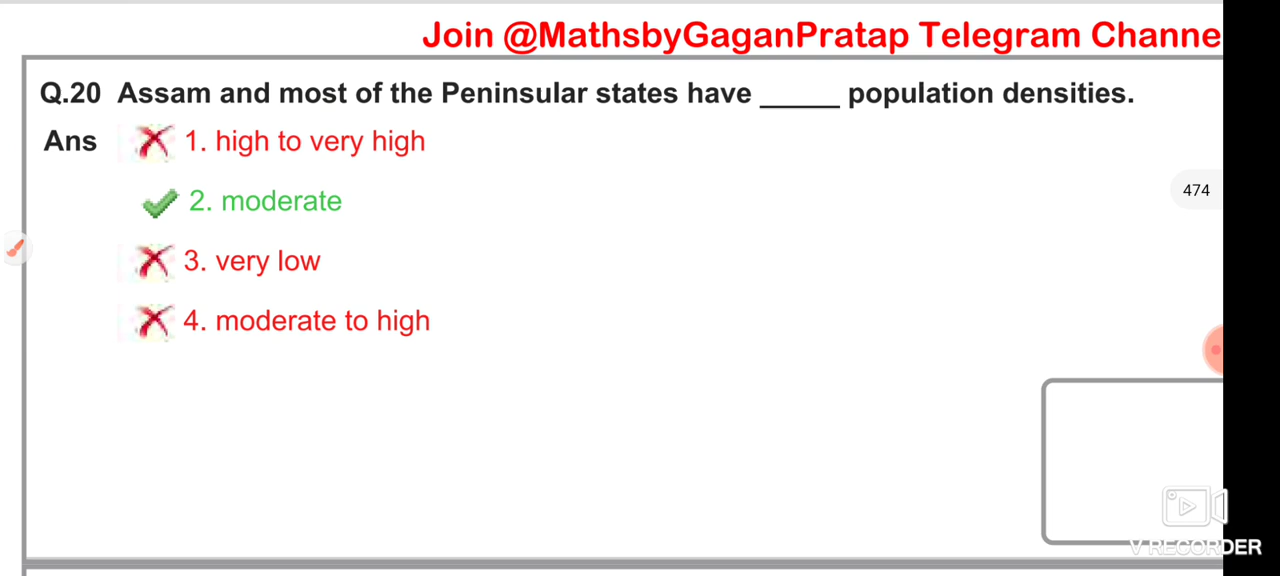 Join @MathsbyGaganPratap Telegram Channe
Q.20 Assam and most of the Peninsular states have _____ population densities.
Ans 1. high to very high
2. moderate
474
3. very low
4. moderate to high
V RECORDER